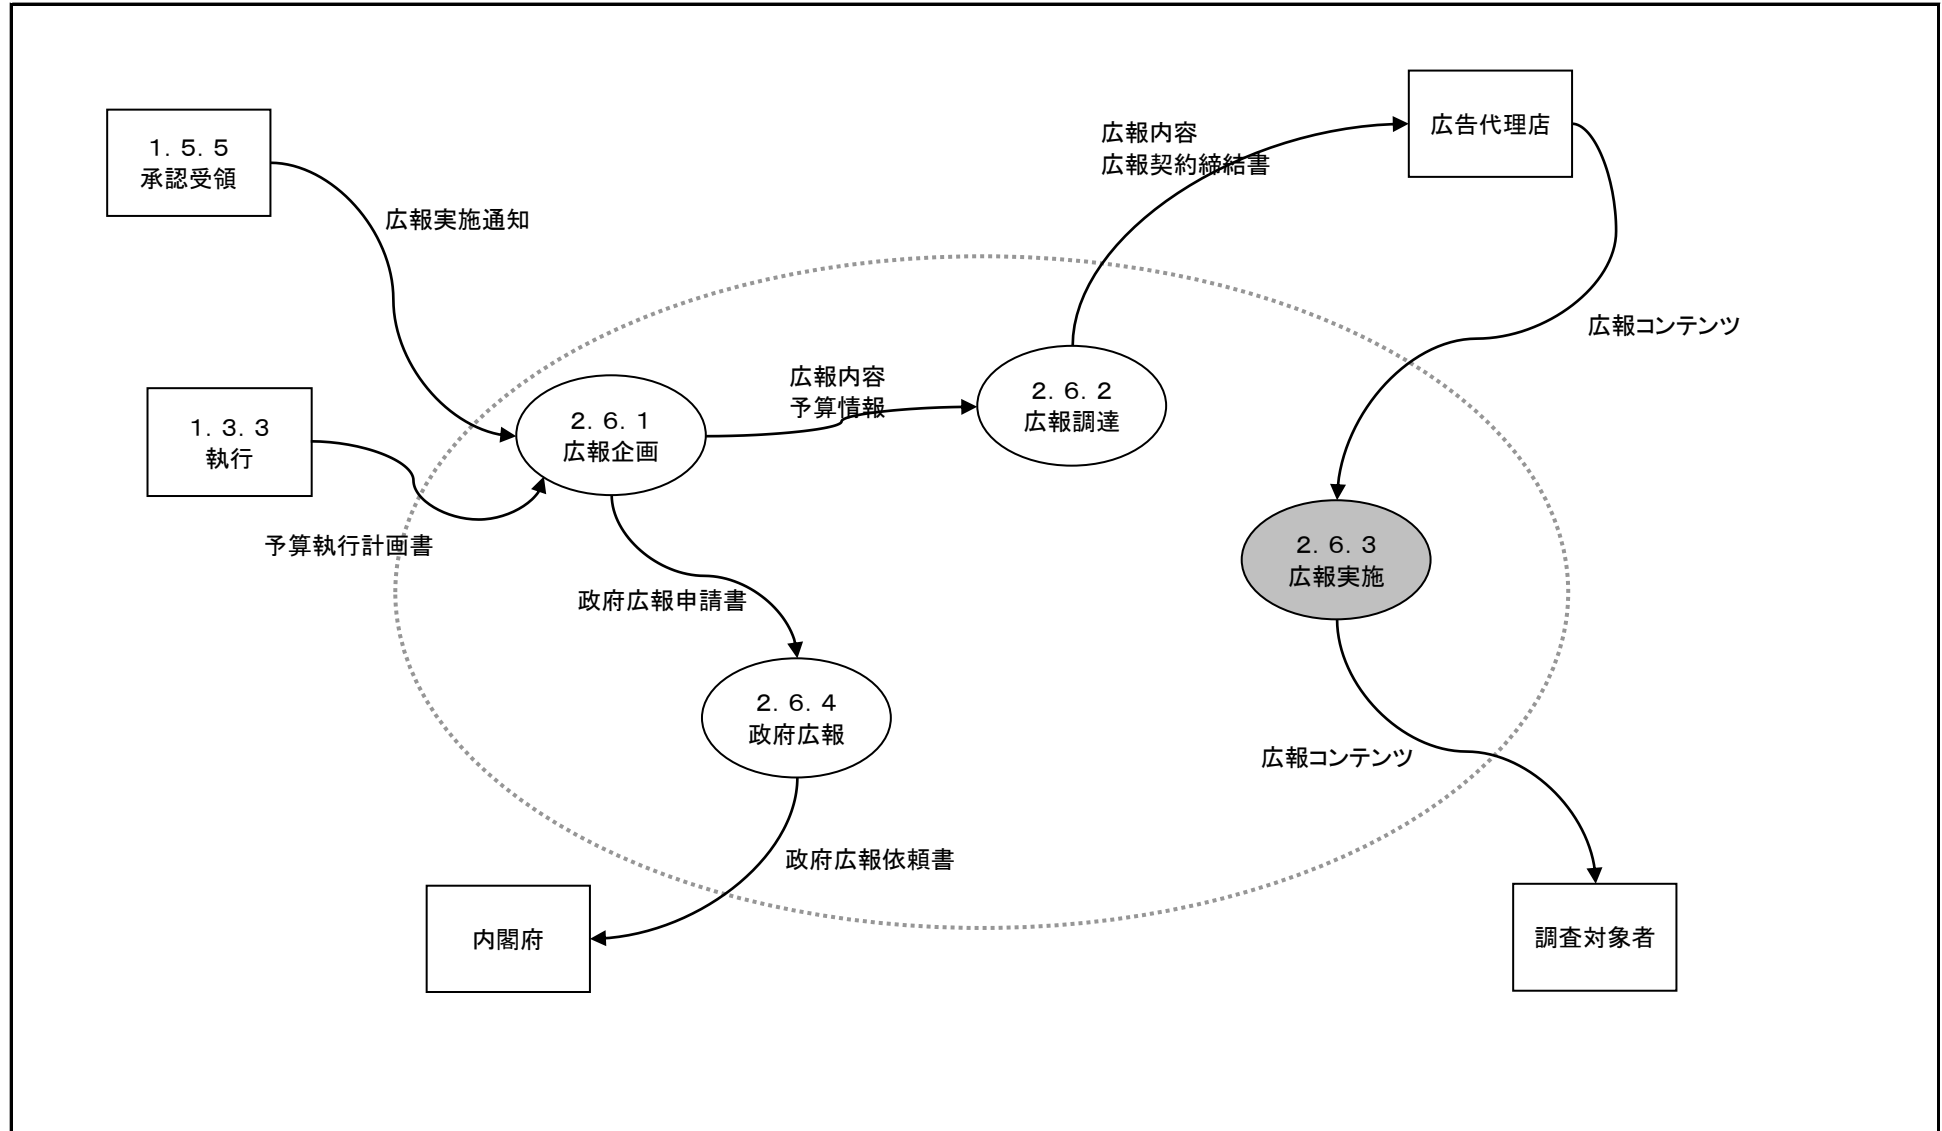 広告代理店
1．5．5
承認受領
広報内容
広報契約締結書
広報実施通知
広報コンテンツ
広報内容
予算情報
2．6．2
広報調達
1．3．3
執行
2．6．1
広報企画
予算執行計画書
2．6．3
広報実施
政府広報申請書
2．6．4
政府広報
広報コンテンツ
政府広報依頼書
内閣府
調査対象者